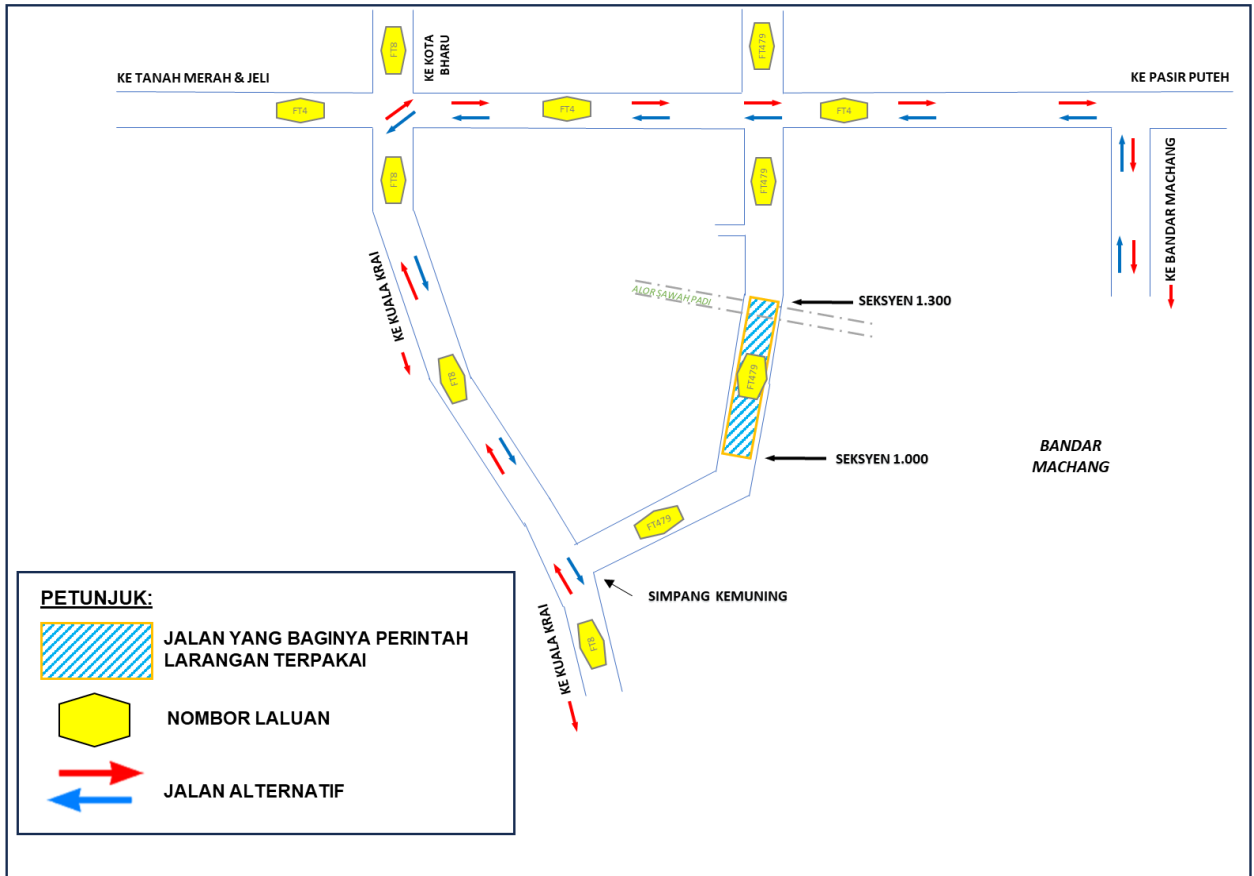 FT8
KE KOTA
BHARU
FT479
KE TANAH MERAH & JELI
KE PASIR PUTEH
FT4
FT4
FT4
FT8
FT479
KE BANDAR MACHANG
KE KUALA KRAI
ALOR SAWAH PADI
SEKSYEN 1.300
FT8
FT479
SEKSYEN 1.000
BANDAR
MACHANG
FT479
SIMPANG KEMUNING
KE KUALA KRAI
FT8
PETUNJUK:
JALAN YANG BAGINYA PERINTAH
LARANGAN TERPAKAI
NOMBOR LALUAN
JALAN ALTERNATIF